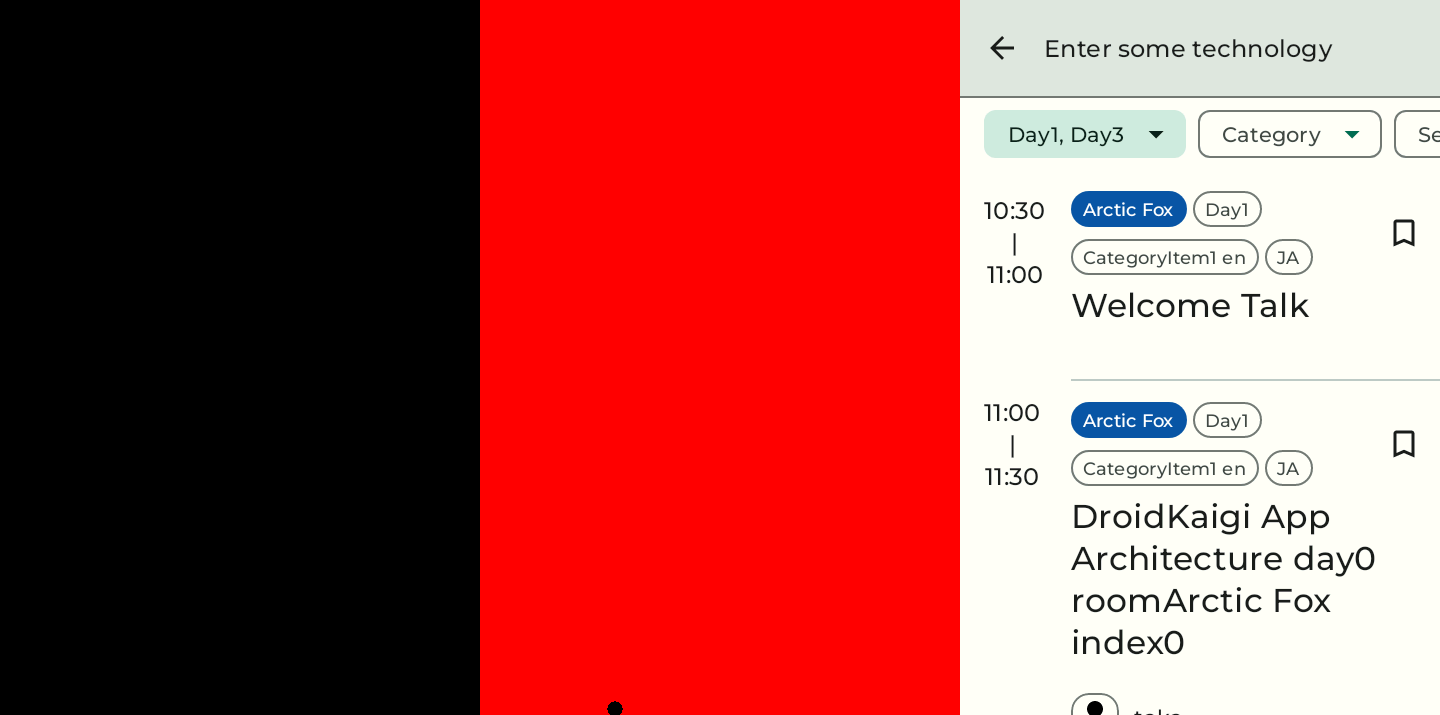 Enter some technology
Day1, Day3
Category
Se
10:30
|
11:00
Arctic Fox
Day1
CategoryItem1 en
JA
Welcome Talk
11:00
|
11:30
Arctic Fox
Day1
CategoryItem1 en
JA
DroidKaigi App
Architecture day0
roomArctic Fox
index0